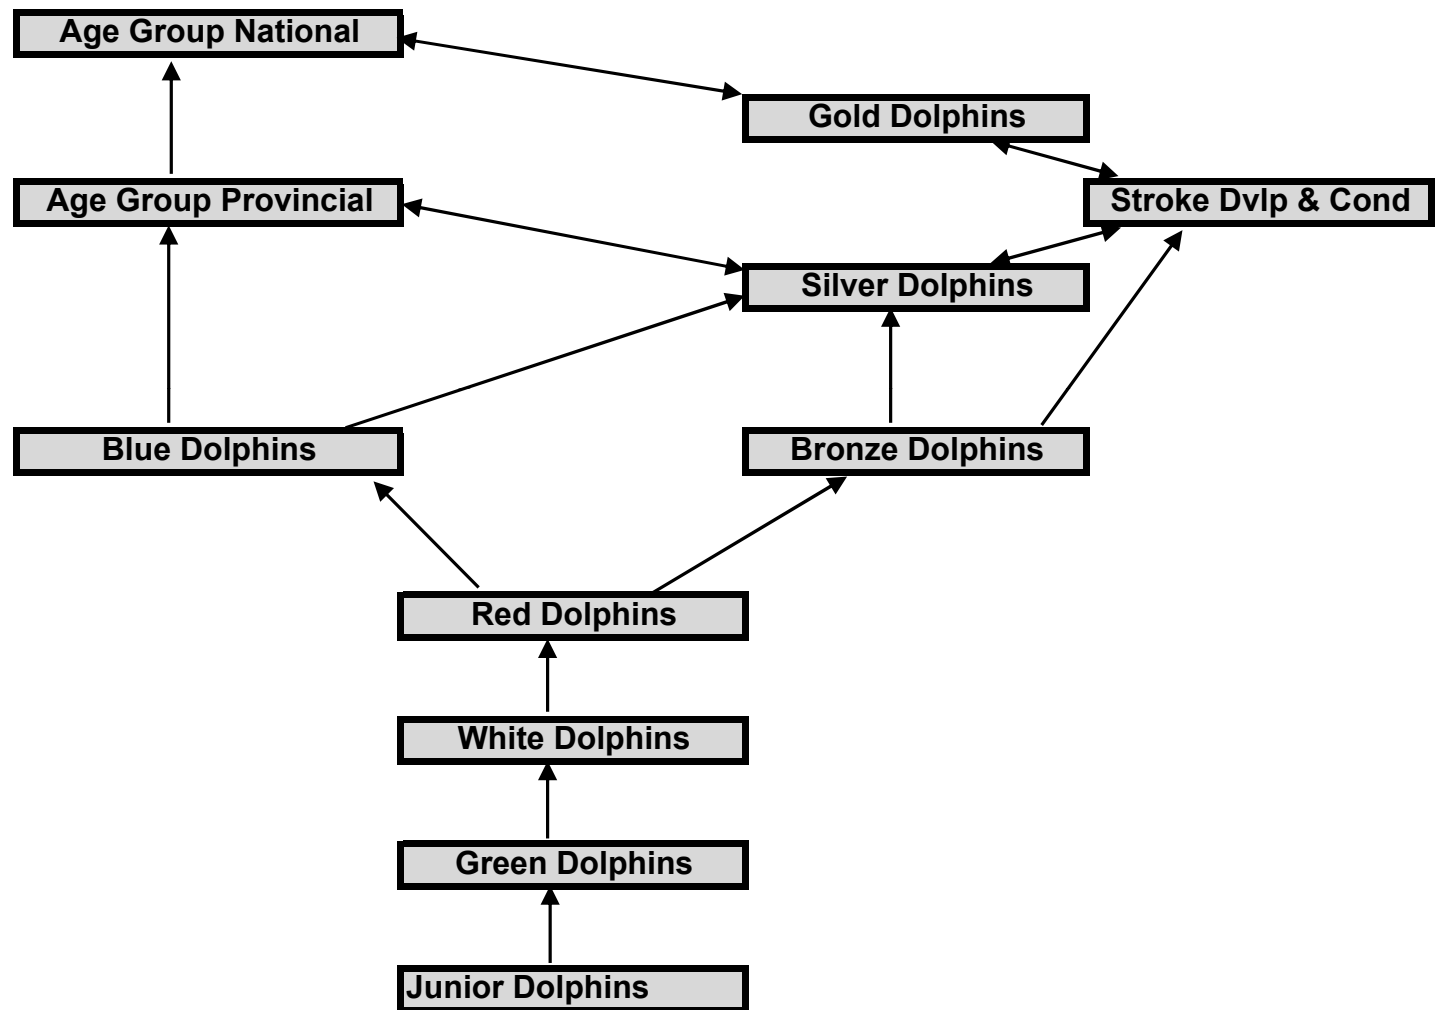 Age Group National
Gold Dolphins
Age Group Provincial
Stroke Dvlp & Cond
Silver Dolphins
Blue Dolphins
Bronze Dolphins
Red Dolphins
White Dolphins
Green Dolphins
Junior Dolphins